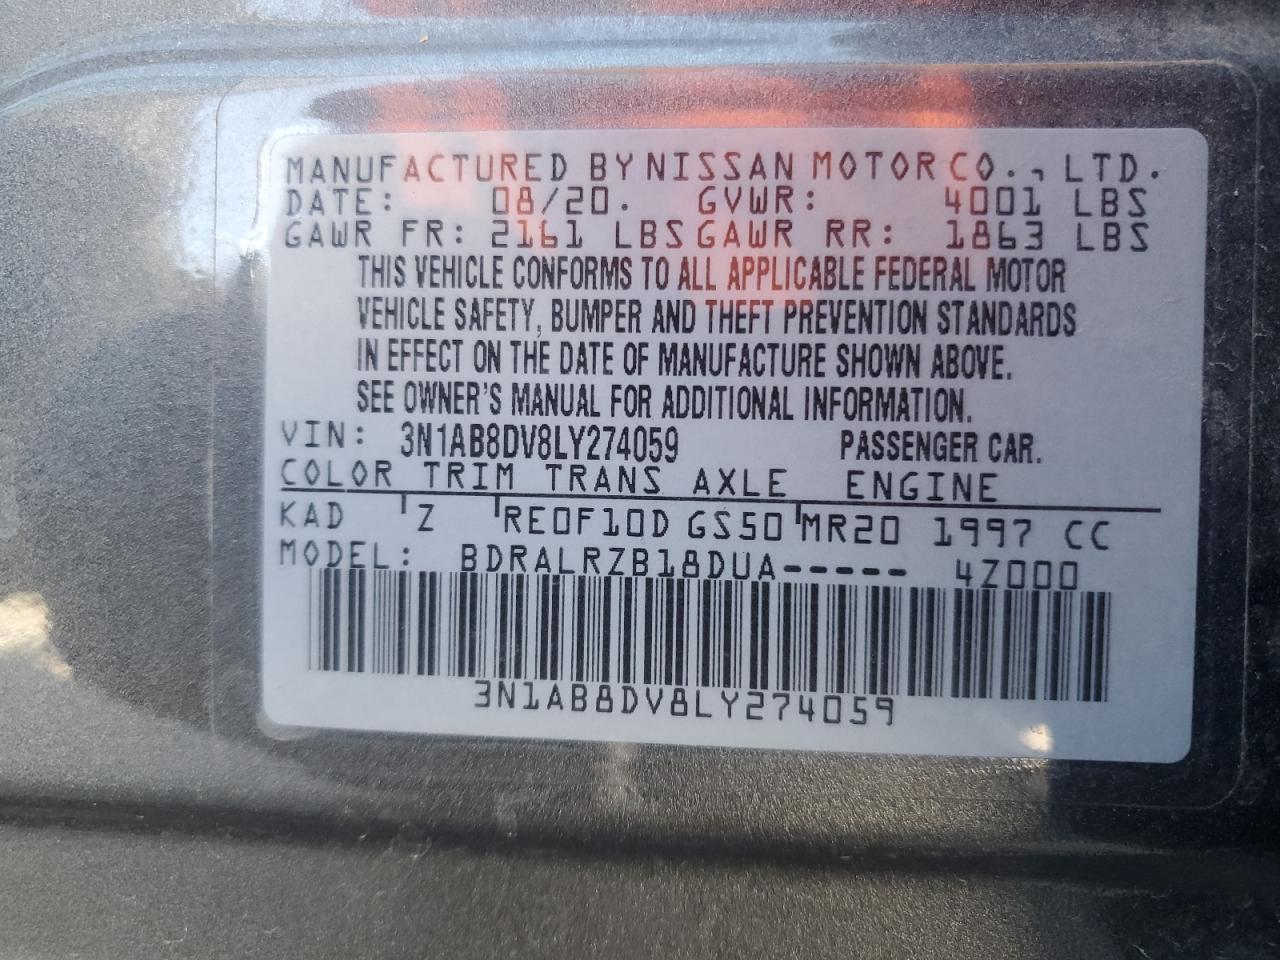 MANUFACTURED BY NISSAN MOTOR CO., LTD.
DATE: 08/20. GVWR: 4001 LBS
GAWR FR: 2161 LBS GAWR RR: 1863 LBS
THIS VEHICLE CONFORMS TO ALL APPLICABLE FEDERAL MOTOR
VEHICLE SAFETY, BUMPER AND THEFT PREVENTION STANDARDS
IN EFFECT ON THE DATE OF MANUFACTURE SHOWN ABOVE.
SEE OWNER'S MANUAL FOR ADDITIONAL INFORMATION.
VIN: 3N1AB8DV8LY274059 PASSENGER CAR.
COLOR TRIM TRANS AXLE ENGINE
KAD Z RE0F10D GS50 MR20 1997 CC
MODEL: BDRALRZB18DUA----- 4Z000
3N1AB8DV8LY274059